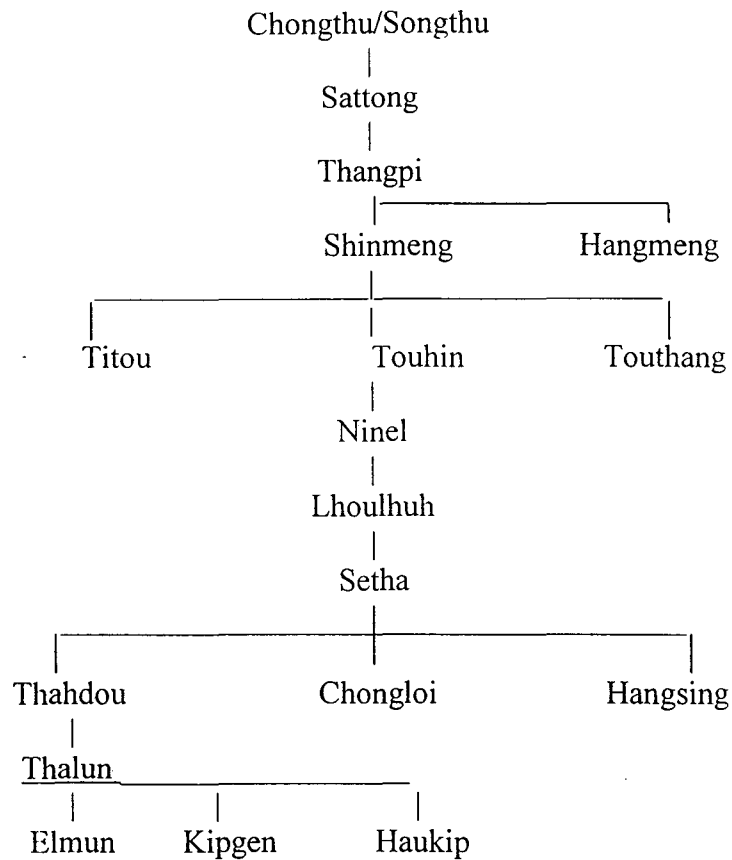 Chongthu/Songthu
Sattong
Thangpi
Shinmeng Hangmeng
Titou Touhin Touthang
Ninel
Lhoulhuh
Setha
Thahdou Chongloi Hangsing
Thalun
Elmun Kipgen Haukip